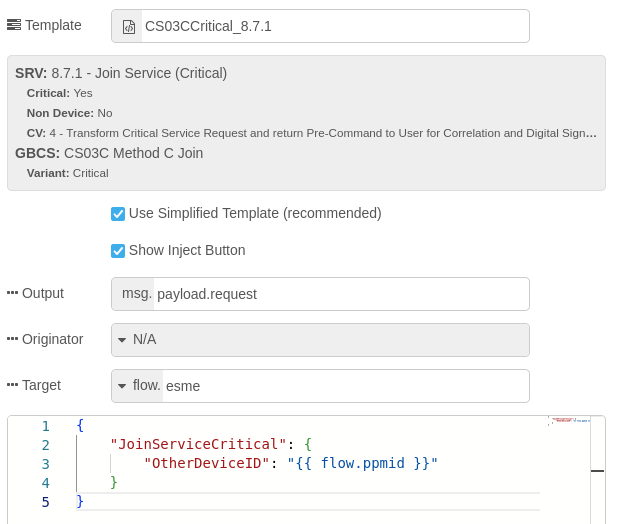 Template CS03CCritical_8.7.1
SRV: 8.7.1 - Join Service (Critical)
Critical: Yes
Non Device: No
CV: 4 - Transform Critical Service Request and return Pre-Command to User for Correlation and Digital Sign...
GBCS: CS03C Method C Join
Variant: Critical
Use Simplified Template (recommended)
Show Inject Button
Output msg. payload.request
Originator N/A
Target flow. esme
1 {
2 "JoinServiceCritical": {
3 "OtherDeviceID": "{{ flow.ppmid }}"
4 }
5 }